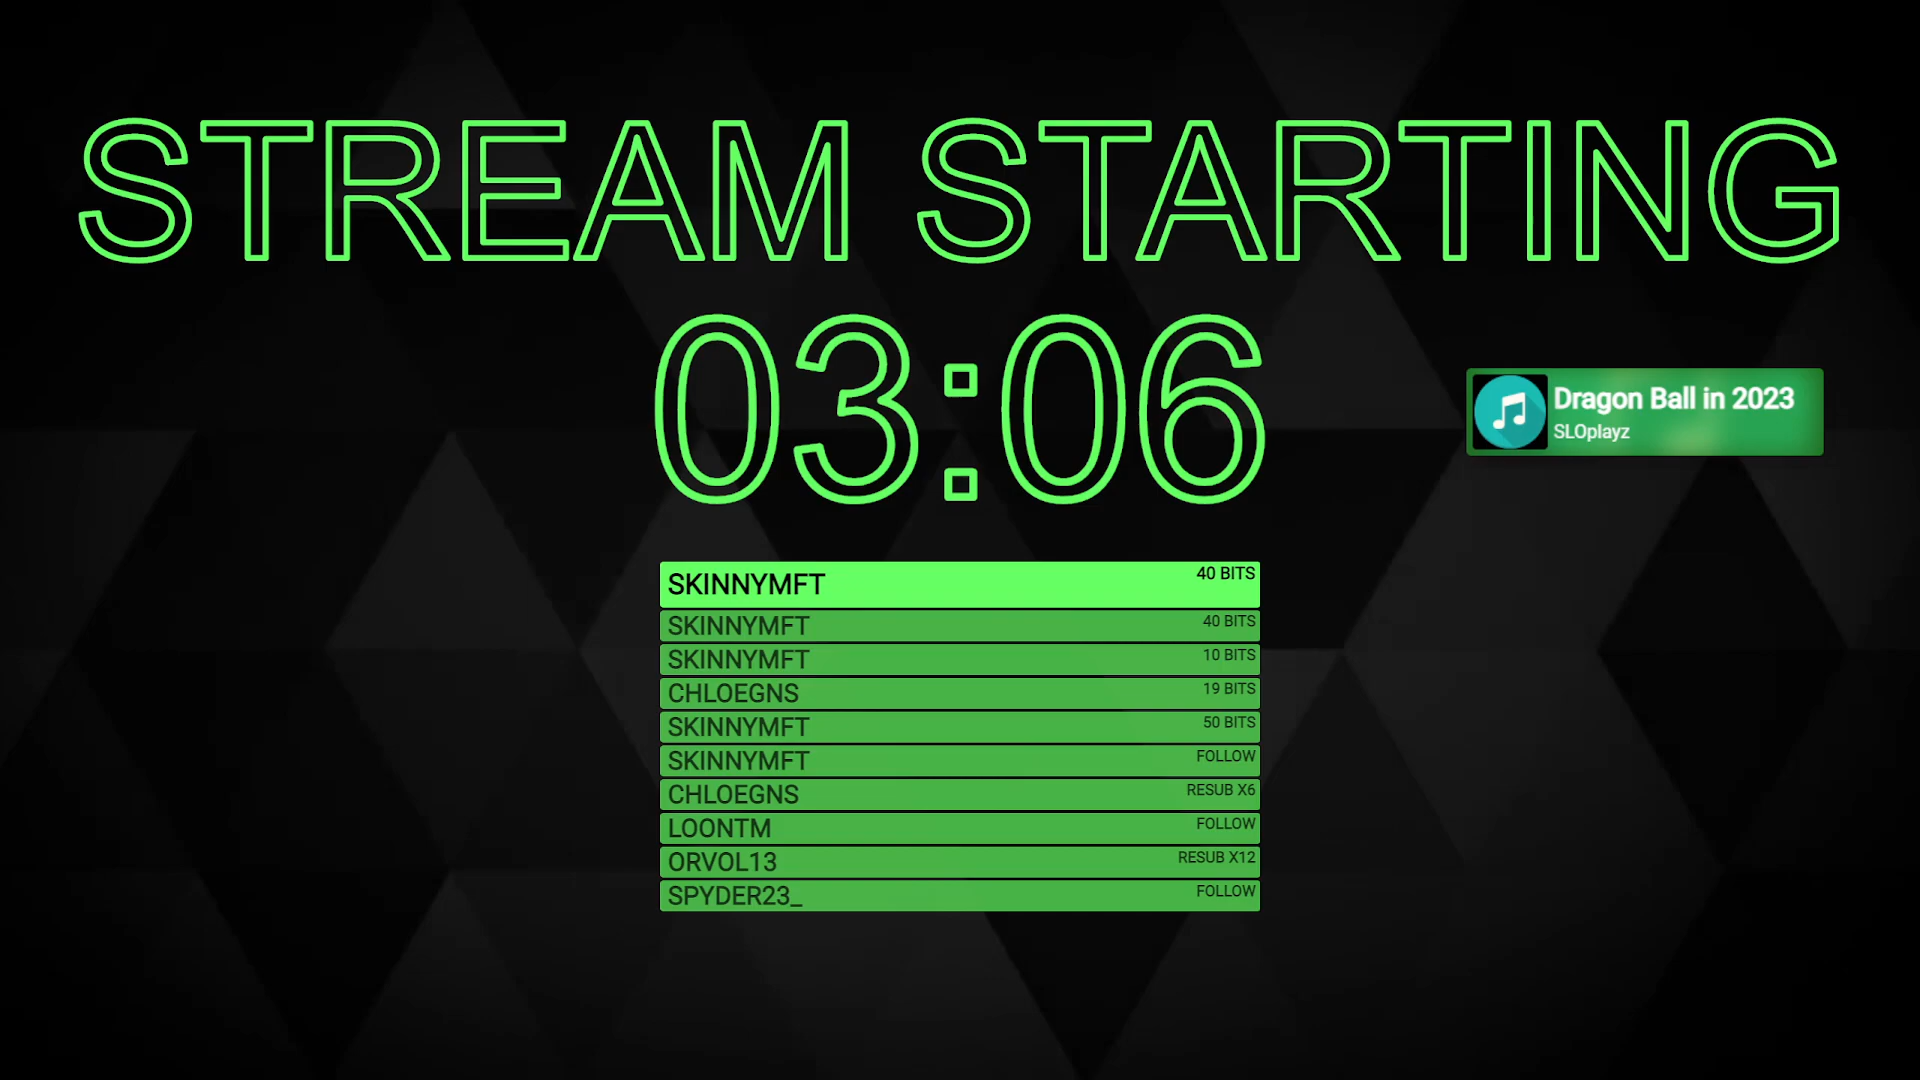 STREAM STARTING
03:06
Dragon Ball in 2023
SLOplayz
SKINNYMFT 40 BITS
SKINNYMFT 40 BITS
SKINNYMFT 10 BITS
CHLOEGNS 19 BITS
SKINNYMFT 50 BITS
SKINNYMFT FOLLOW
CHLOEGNS RESUB X6
LOONTM FOLLOW
ORVOL13 RESUB X12
SPYDER23_ FOLLOW